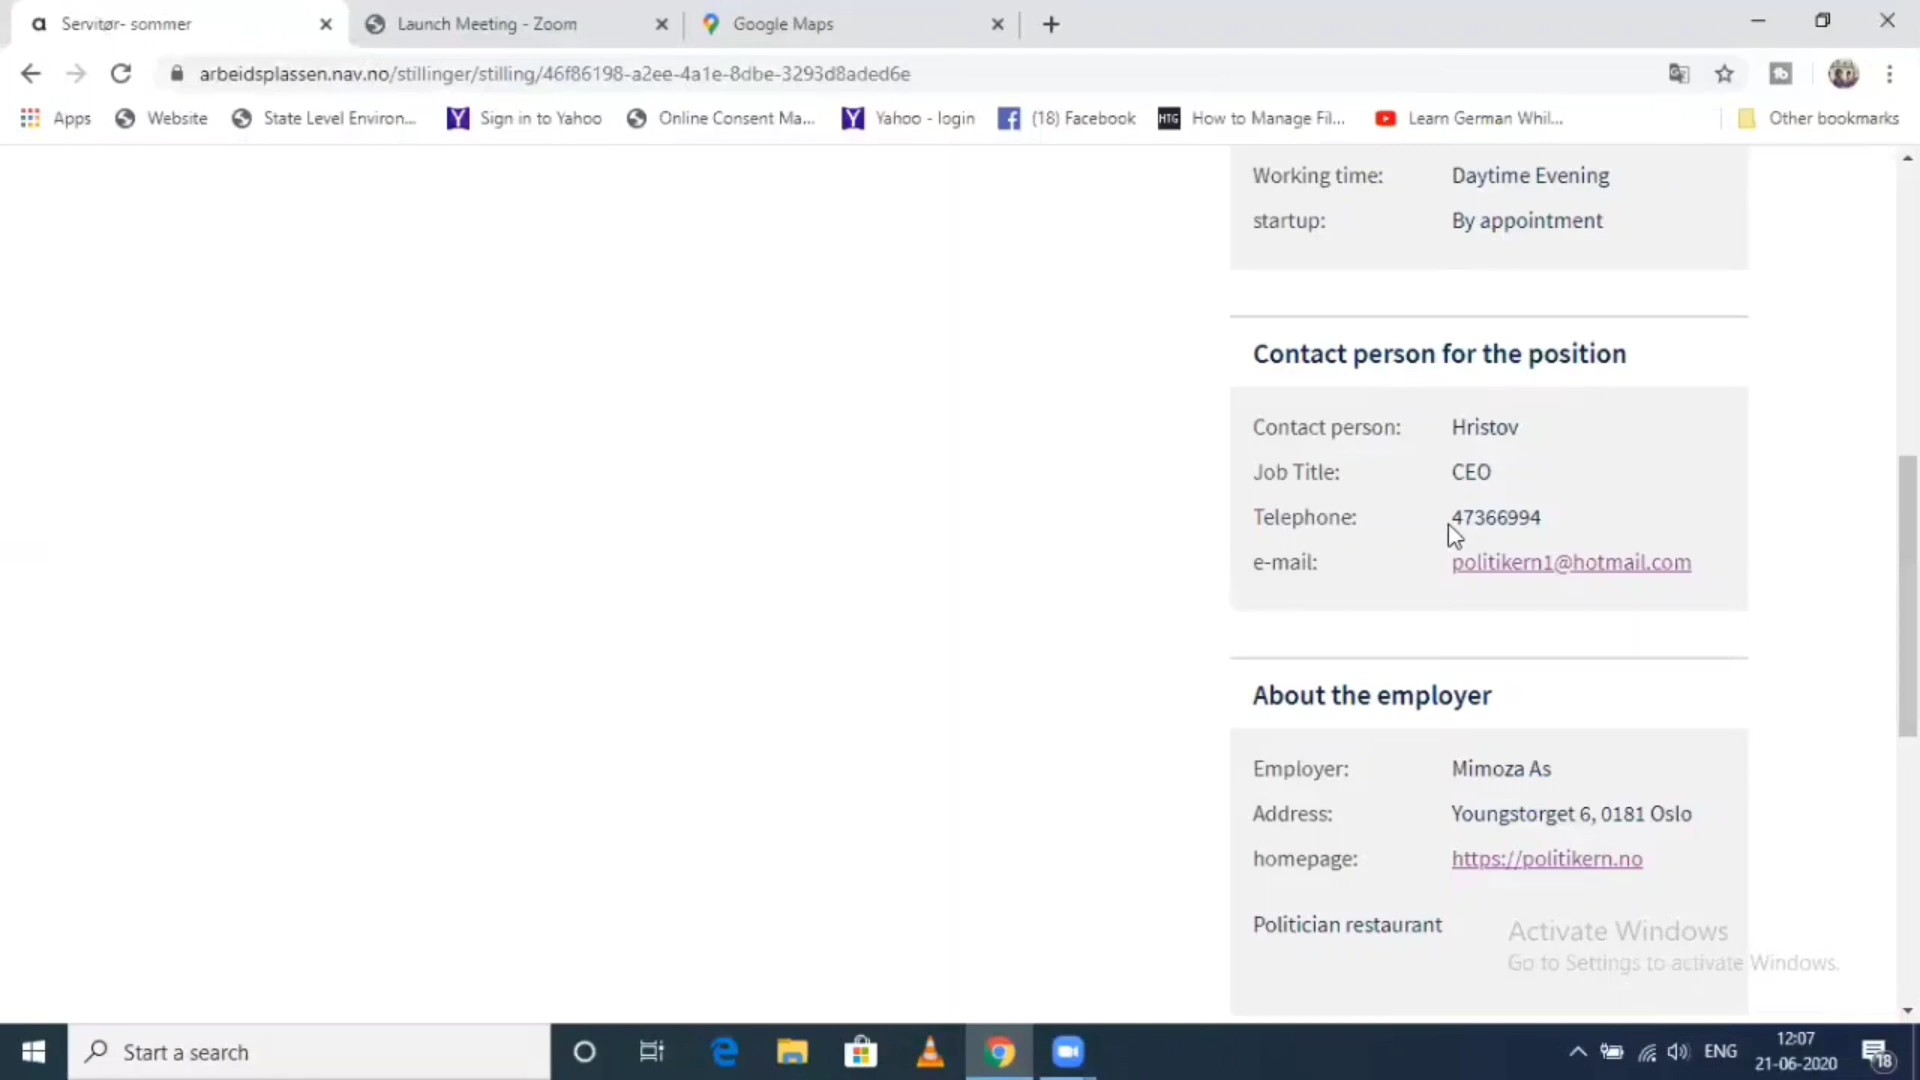 Servitør- sommer
Launch Meeting - Zoom
Google Maps
arbeidsplassen.nav.no/stillinger/stilling/46f86198-a2ee-4a1e-8dbe-3293d8aded6e
Apps
Website
State Level Environ...
Sign in to Yahoo
Online Consent Ma...
Yahoo - login
(18) Facebook
HTG
How to Manage Fil...
Learn German Whil...
Other bookmarks
Working time: Daytime Evening
startup: By appointment
Contact person for the position
Contact person: Hristov
Job Title: CEO
Telephone: 47366994
e-mail: politikern1@hotmail.com
About the employer
Employer: Mimoza As
Address: Youngstorget 6, 0181 Oslo
homepage: https://politikern.no
Politician restaurant
Activate Windows
Go to Settings to activate Windows.
Start a search
ENG
12:07
21-06-2020
18